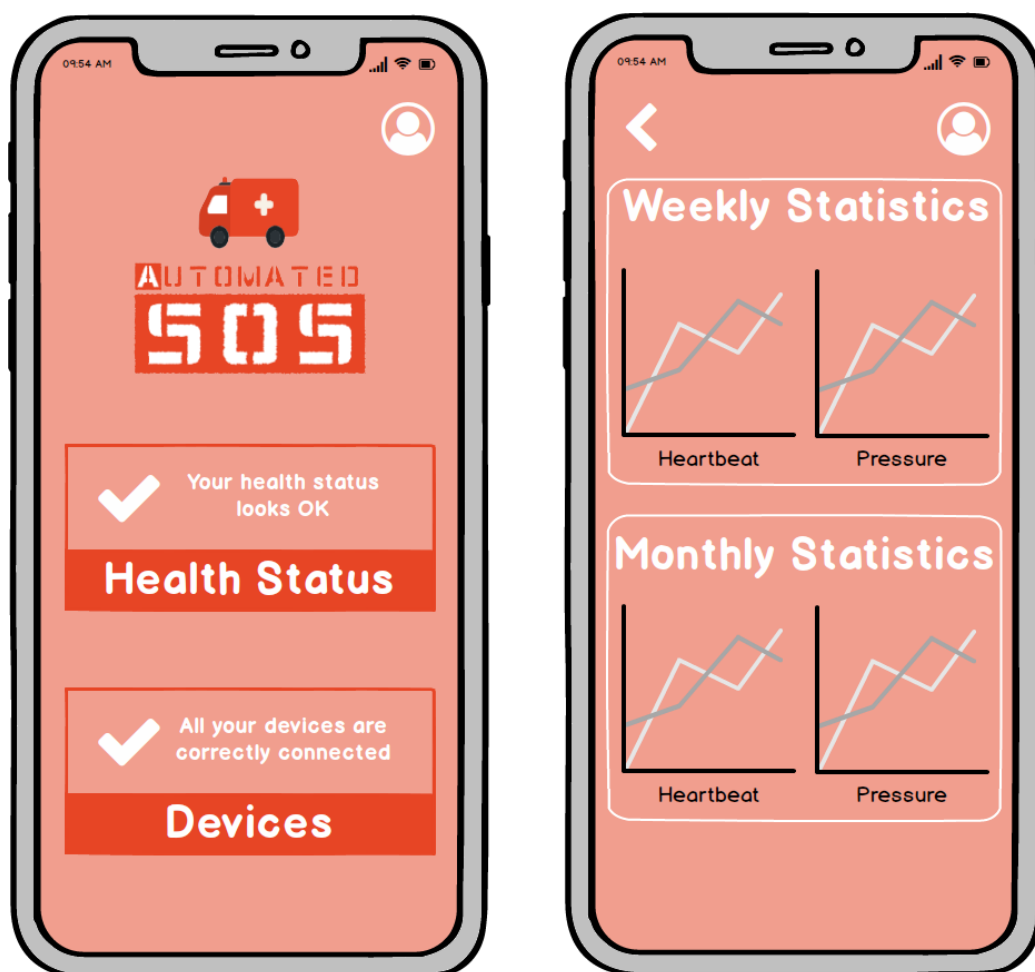 09:54 AM
AUTOMATED
SOS
Your health status
looks OK
Health Status
All your devices are
correctly connected
Devices
09:54 AM
Weekly Statistics
Heartbeat
Pressure
Monthly Statistics
Heartbeat
Pressure